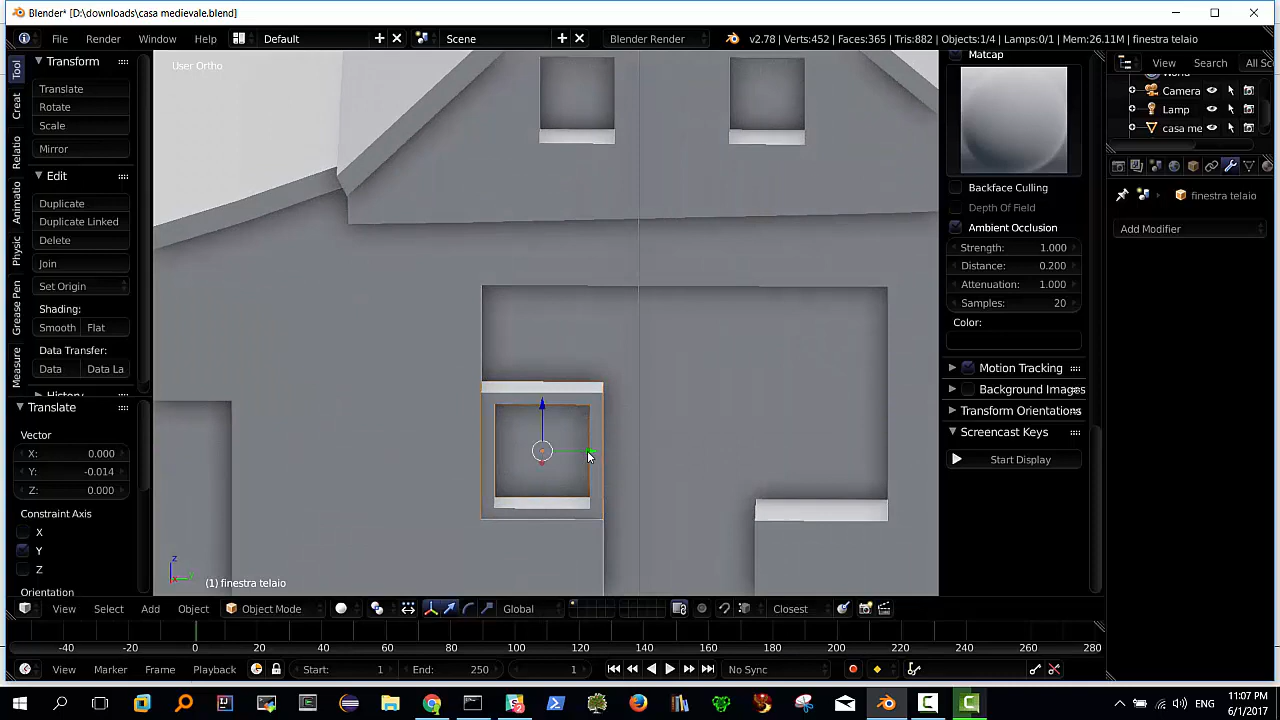 Blender* [D:\downloads\casa medievale.blend]
File Render Window Help Default Scene Blender Render v2.78 | Verts:452 | Faces:365 | Tris:882 | Objects:1/4 | Lamps:0/1 | Mem:26.11M | finestra telaio
User Ortho
Tool
Creat
Relatio
Animatio
Physic
Grease Pen
Measure
Transform
Translate
Rotate
Scale
Mirror
Edit
Duplicate
Duplicate Linked
Delete
Join
Set Origin
Shading:
Smooth Flat
Data Transfer:
Data Data La
History
Translate
Vector
X: 0.000
Y: -0.014
Z: 0.000
Constraint Axis
X
Y
Z
Orientation
z
(1) finestra telaio
Matcap
Backface Culling
Depth Of Field
Ambient Occlusion
Strength: 1.000
Distance: 0.200
Attenuation: 1.000
Samples: 20
Color:
Motion Tracking
Background Images
Transform Orientations
Screencast Keys
Start Display
View Search All Sc
World
Camera
Lamp
casa me
finestra telaio
Add Modifier
View Select Add Object Object Mode Global Closest
-40 -20 0 20 40 60 80 100 120 140 160 180 200 220 240 260 280
View Marker Frame Playback Start: 1 End: 250 1 No Sync
ENG
11:07 PM
6/1/2017